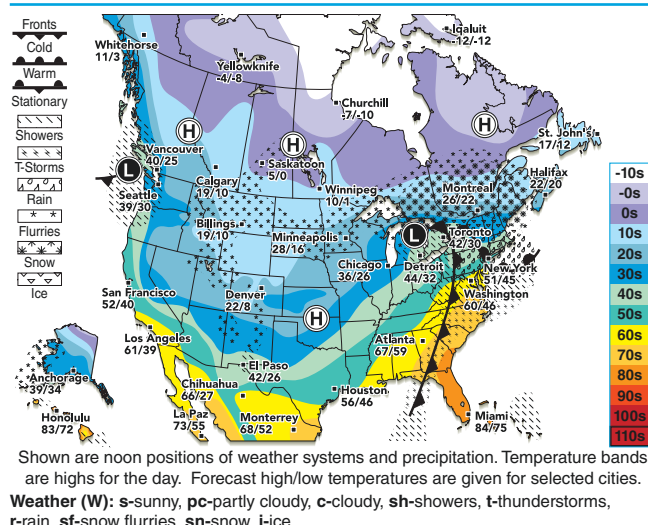 Fronts
Cold
Warm
Stationary
Showers
T-Storms
Rain
Flurries
Snow
Ice
Whitehorse
11/3
Iqaluit
-12/-12
Yellowknife
-4/-8
Churchill
-7/-10
H
H
H
St. John's
17/12
Vancouver
40/25
L
Saskatoon
5/0
Calgary
19/10
Winnipeg
10/1
Montreal
26/22
Halifax
22/20
Seattle
39/30
Billings
19/10
Minneapolis
28/16
L
Toronto
42/30
Chicago
36/26
Detroit
44/32
New York
51/45
San Francisco
52/40
Denver
22/8
H
Washington
60/46
Los Angeles
61/39
Atlanta
67/59
El Paso
42/26
Anchorage
39/34
Chihuahua
66/27
Houston
56/46
Honolulu
83/72
La Paz
73/55
Monterrey
68/52
Miami
84/75
-10s
-0s
0s
10s
20s
30s
40s
50s
60s
70s
80s
90s
100s
110s
Shown are noon positions of weather systems and precipitation. Temperature bands
are highs for the day. Forecast high/low temperatures are given for selected cities.
Weather (W): s-sunny, pc-partly cloudy, c-cloudy, sh-showers, t-thunderstorms,
r-rain, sf-snow flurries, sn-snow, i-ice